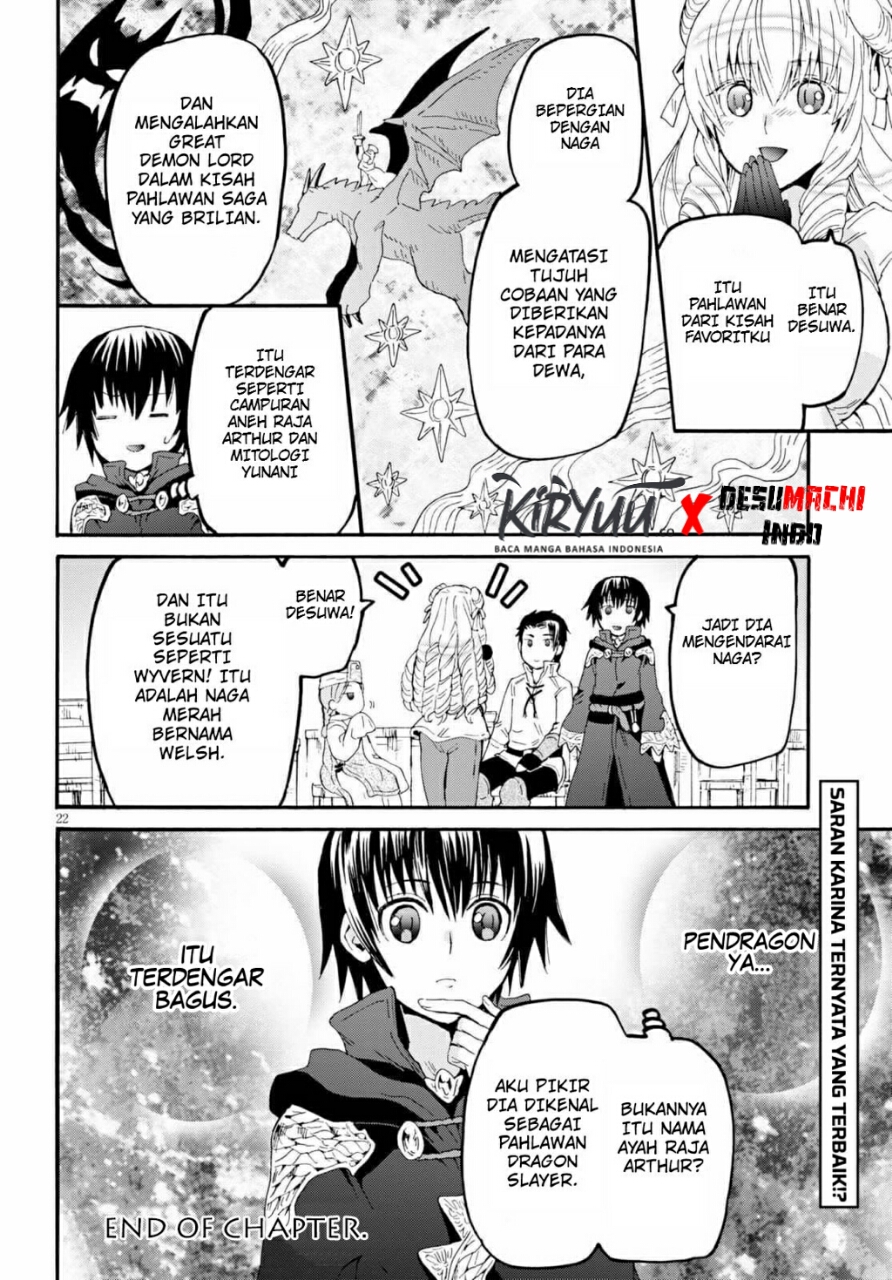 ITU
BENAR
DESUWA.
ITU
PAHLAWAN
DARI KISAH
FAVORITKU
DIA
BEPERGIAN
DENGAN
NAGA
MENGATASI
TUJUH
COBAAN YANG
DIBERIKAN
KEPADANYA
DARI PARA
DEWA,
DAN
MENGALAHKAN
GREAT
DEMON LORD
DALAM KISAH
PAHLAWAN SAGA
YANG BRILIAN.
ITU
TERDENGAR
SEPERTI
CAMPURAN
ANEH RAJA
ARTHUR DAN
MITOLOGI
YUNANI
KIRYUU
BACA MANGA BAHASA INDONESIA
X
DESUMACHI
INDO
JADI DIA
MENGENDARAI
NAGA?
BENAR
DESUWA!
DAN ITU
BUKAN
SESUATU
SEPERTI
WYVERN! ITU
ADALAH NAGA
MERAH
BERNAMA
WELSH.
22
PENDRAGON
YA...
BUKANNYA
ITU NAMA
AYAH RAJA
ARTHUR?
AKU PIKIR
DIA DIKENAL
SEBAGAI
PAHLAWAN
DRAGON
SLAYER.
ITU
TERDENGAR
BAGUS.
SARAN KARINA TERNYATA YANG TERBAIK!?
END OF CHAPTER.